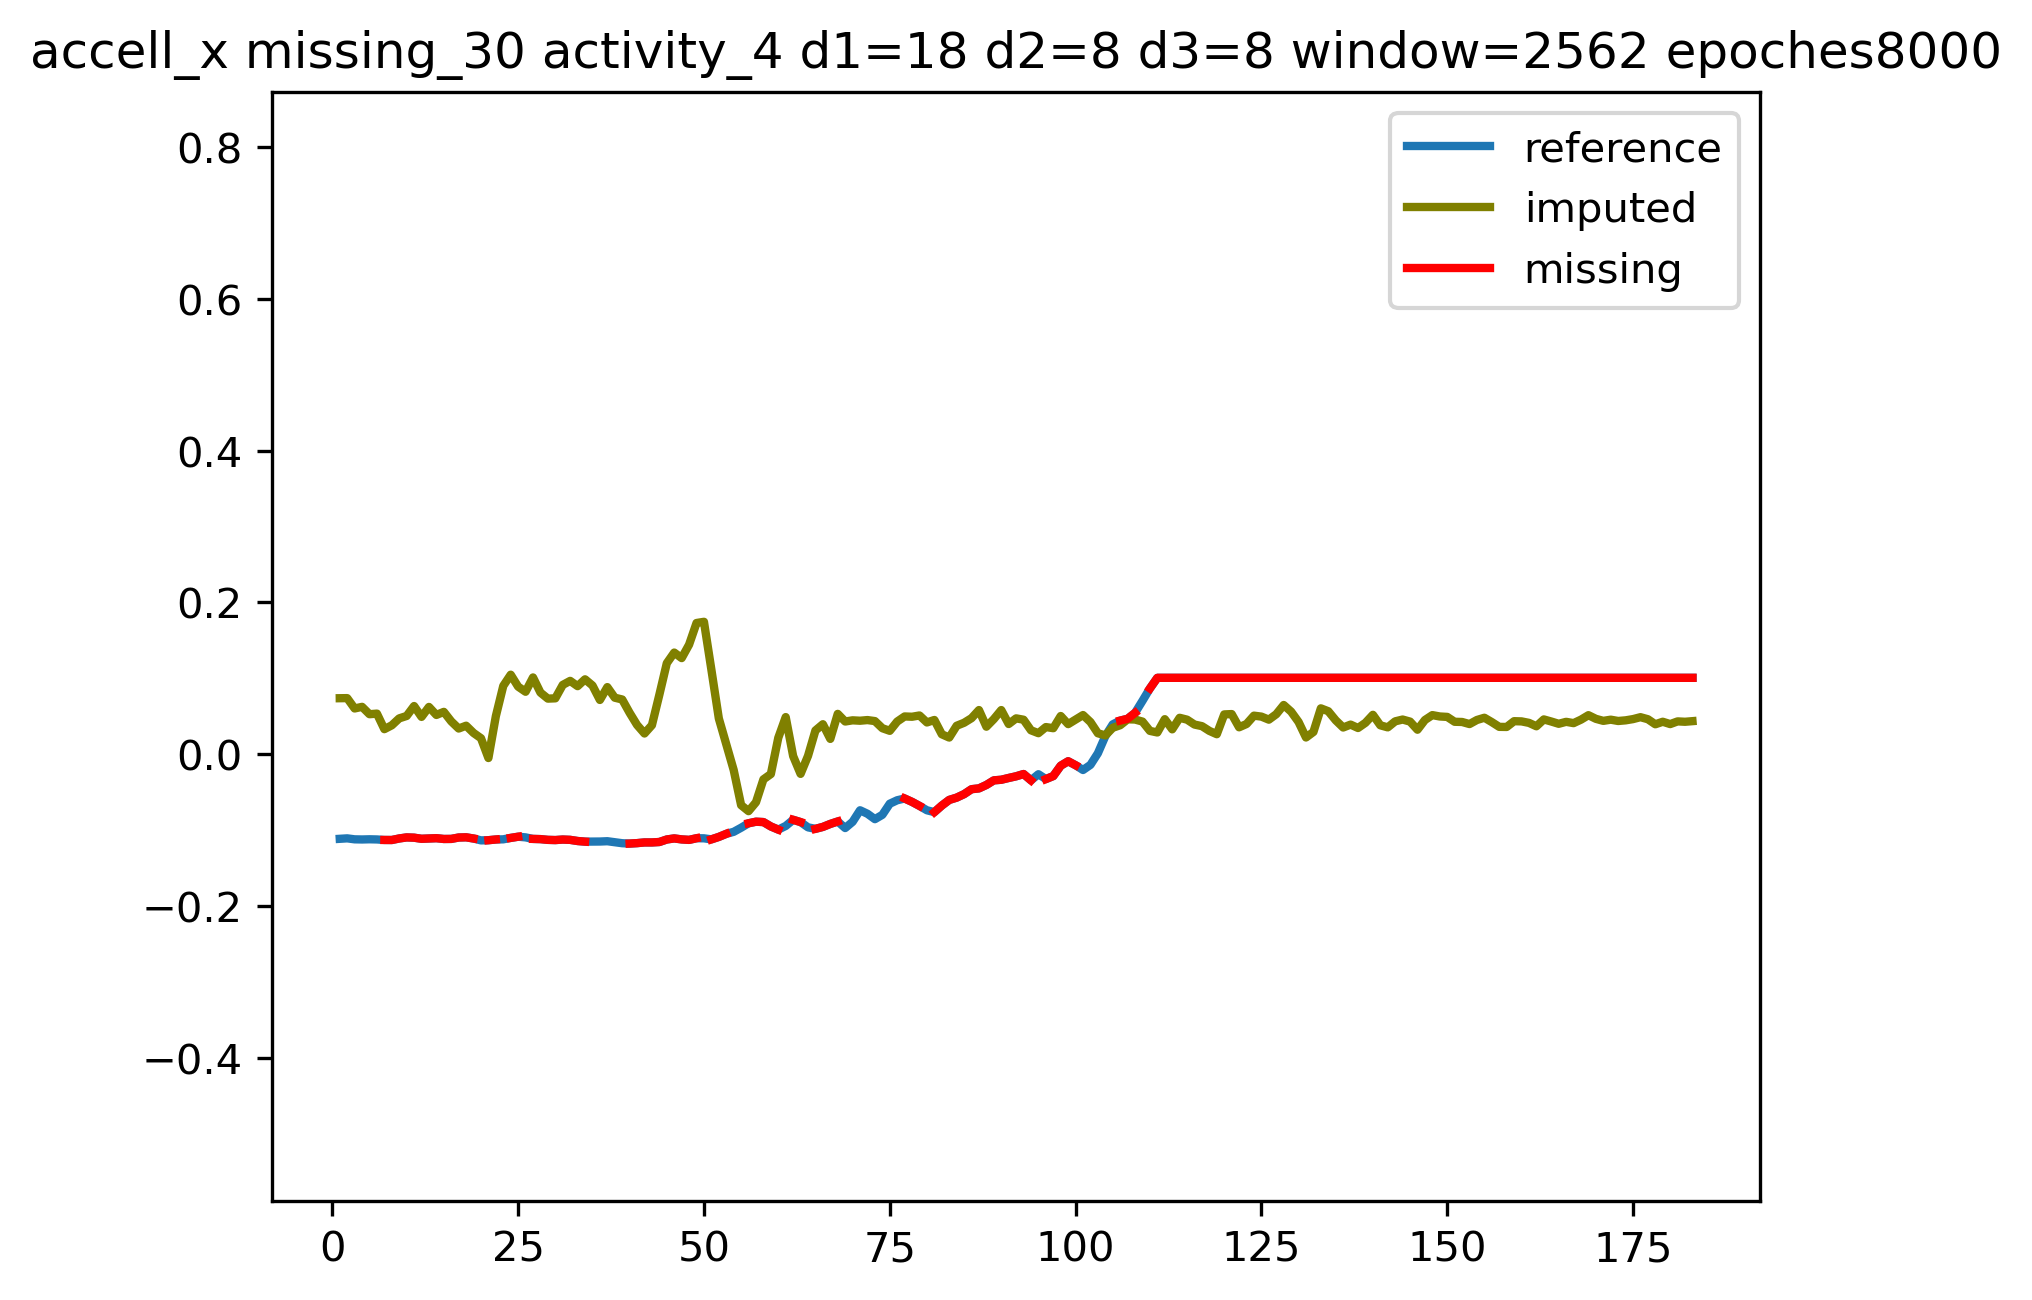 accell_x missing_30 activity_4 d1=18 d2=8 d3=8 window=2562 epoches8000
reference
imputed
missing
0.8
0.6
0.4
0.2
0.0
−0.2
−0.4
0 25 50 75 100 125 150 175